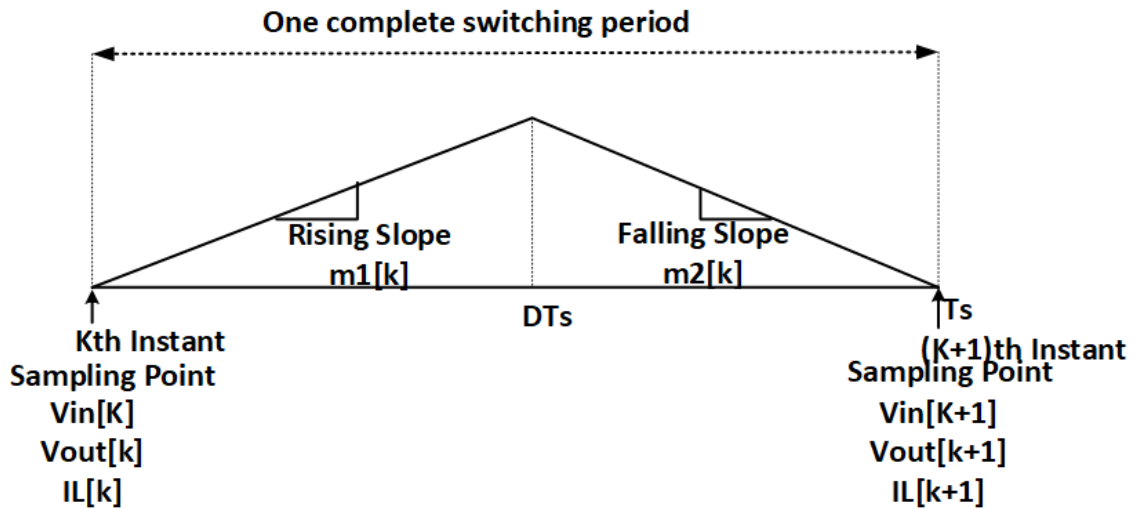 One complete switching period
Rising Slope
m1[k]
Falling Slope
m2[k]
DTs
Ts
Kth Instant
Sampling Point
Vin[K]
Vout[k]
IL[k]
(K+1)th Instant
Sampling Point
Vin[K+1]
Vout[k+1]
IL[k+1]